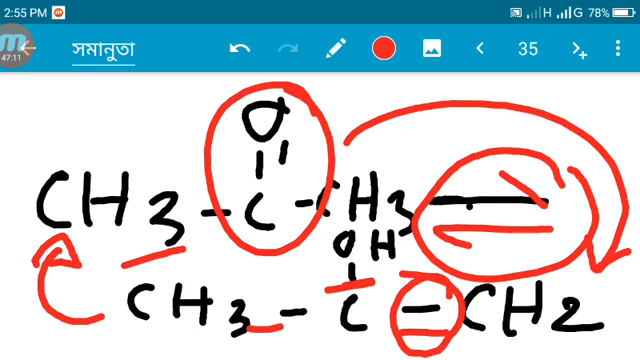 2:55 PM H G 78%
47:11 সমানুতা 35
O
CH3 - C - CH3
OH
CH3 - C = CH2